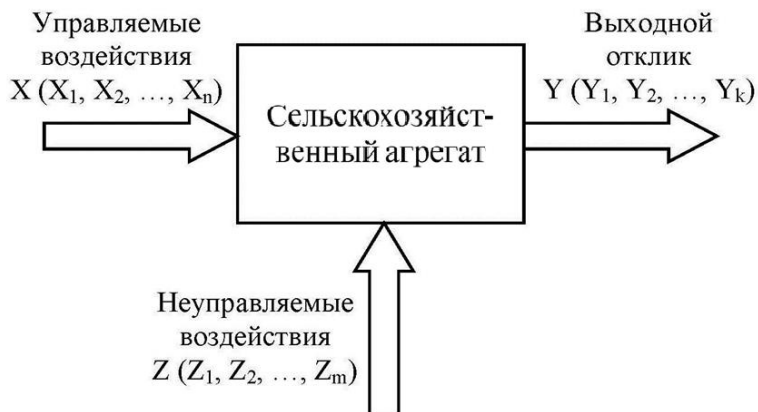 Управляемые
воздействия
X (X₁, X₂, …, Xₙ)
Сельскохозяйст-
венный агрегат
Выходной
отклик
Y (Y₁, Y₂, …, Yₖ)
Неуправляемые
воздействия
Z (Z₁, Z₂, …, Zₘ)